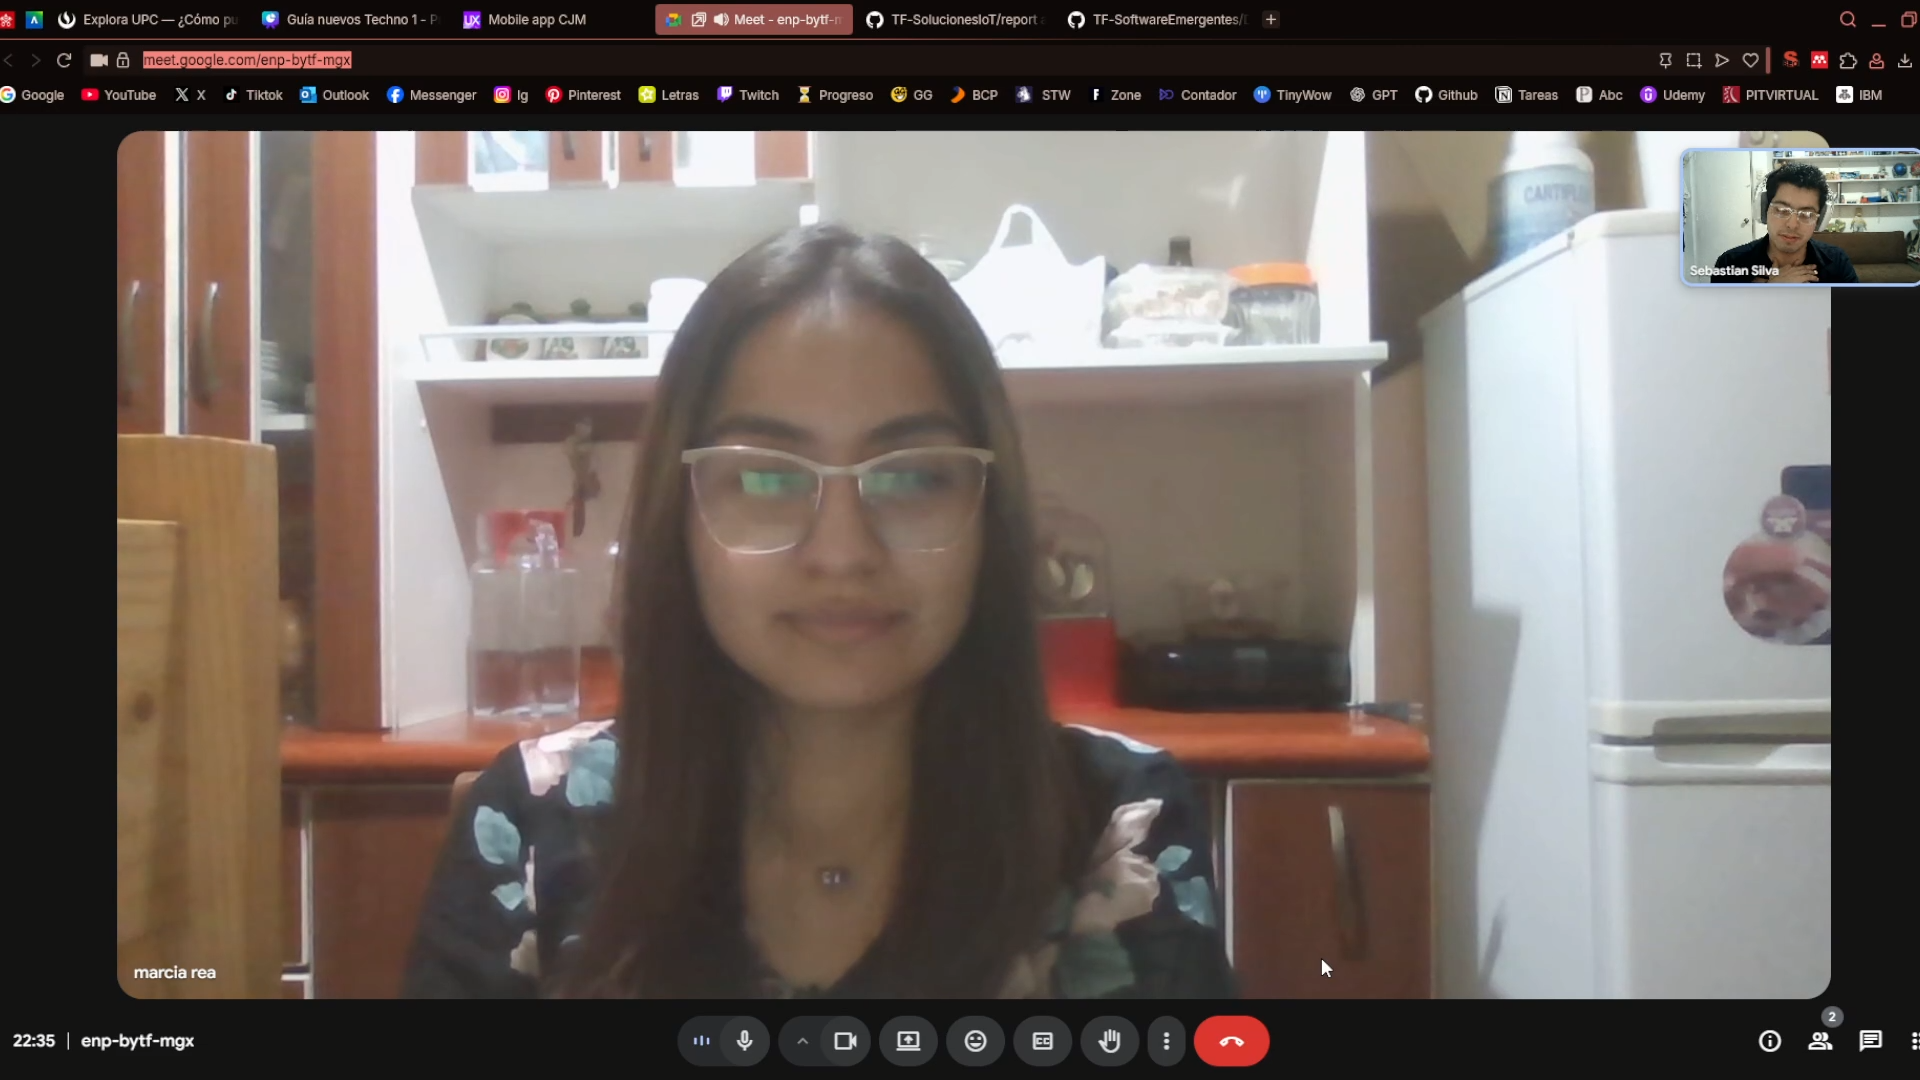 Explora UPC — ¿Cómo pu
Guía nuevos Techno 1 - P
Mobile app CJM
Meet - enp-bytf-m
TF-SolucionesIoT/report
TF-SoftwareEmergentes/
meet.google.com/enp-bytf-mgx
Google
YouTube
X
Tiktok
Outlook
Messenger
Ig
Pinterest
Letras
Twitch
Progreso
GG
BCP
STW
Zone
Contador
TinyWow
GPT
Github
Tareas
Abc
Udemy
PITVIRTUAL
IBM
Sebastian Silva
marcia rea
2
22:35 | enp-bytf-mgx
CC